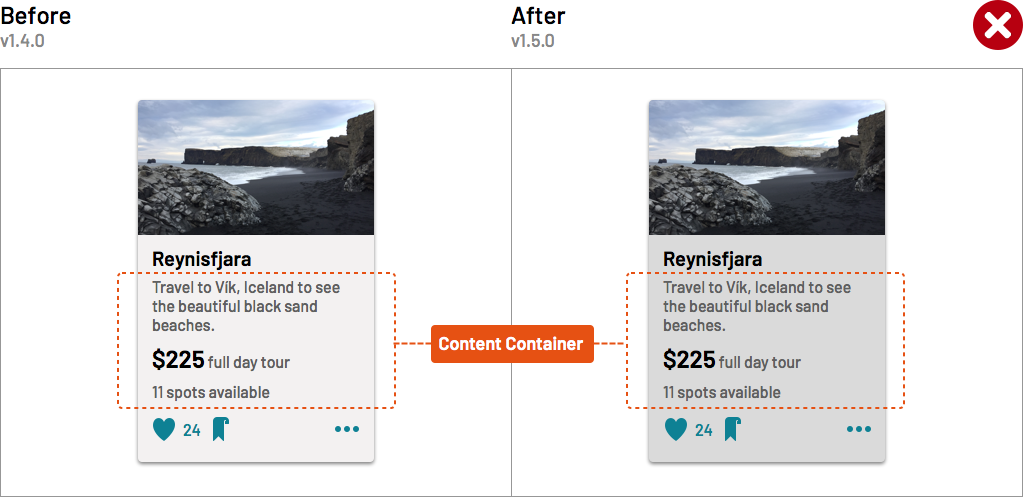 Before
v1.4.0
After
v1.5.0
Reynisfjara
Travel to Vík, Iceland to see
the beautiful black sand
beaches.
$225 full day tour
11 spots available
24
Content Container
Reynisfjara
Travel to Vík, Iceland to see
the beautiful black sand
beaches.
$225 full day tour
11 spots available
24